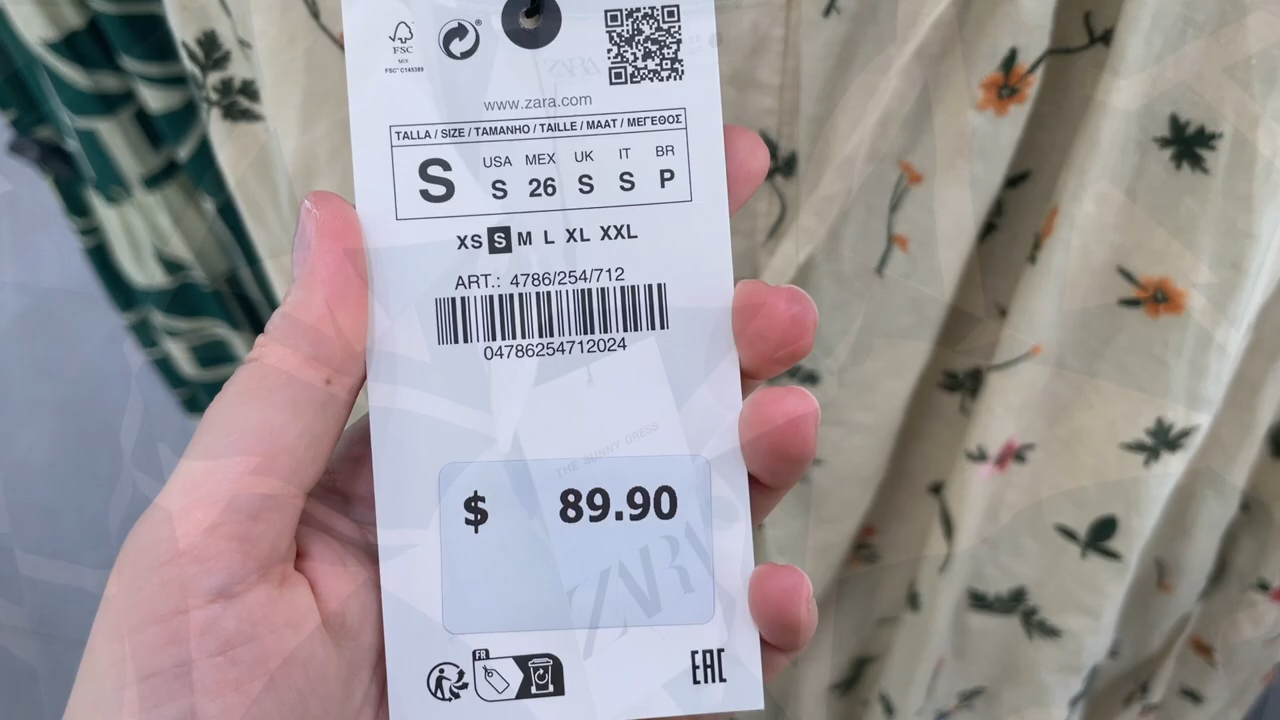 FSC
MIX
FSC® C145389
ZARA
www.zara.com
TALLA / SIZE / TAMANHO / TAILLE / MAAT / ΜΕΓΕΘΟΣ
S
USA MEX UK IT BR
S 26 S S P
XS S M L XL XXL
ART.: 4786/254/712
04786254712024
THE SUNNY DRESS
$ 89.90
ZARA
FR
EAC